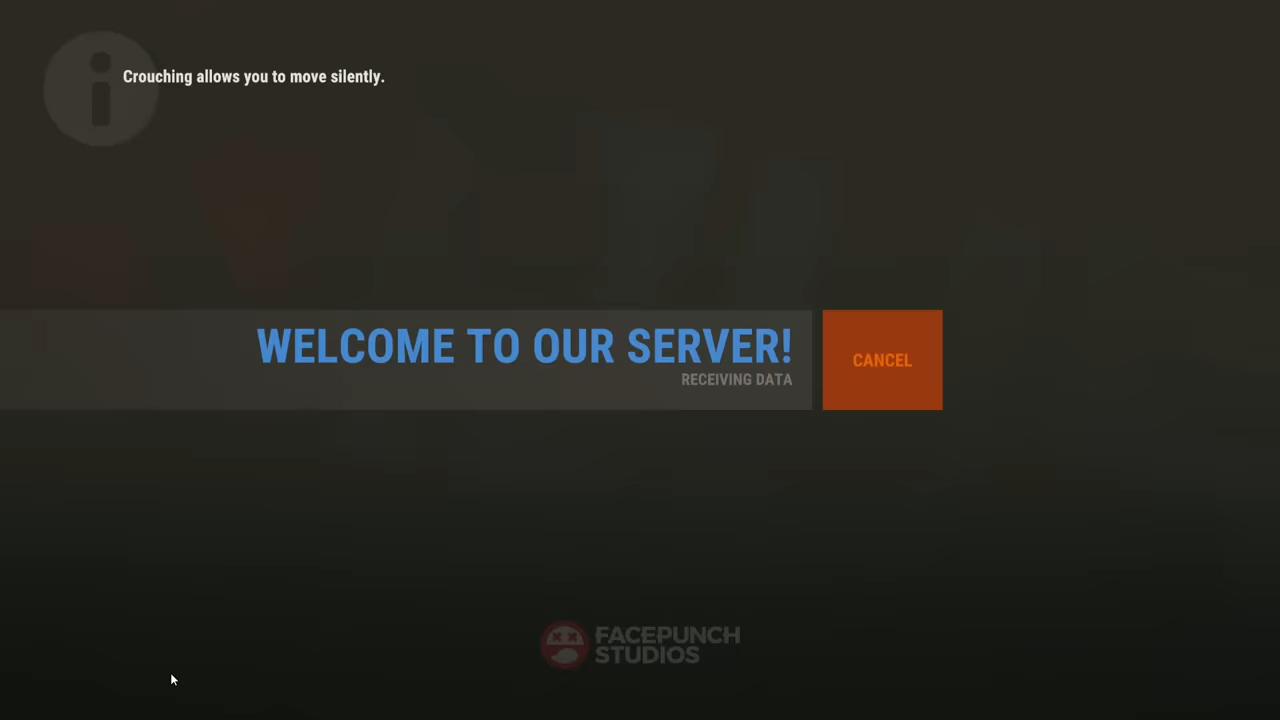 Crouching allows you to move silently.
WELCOME TO OUR SERVER!
RECEIVING DATA
CANCEL
FACEPUNCH
STUDIOS